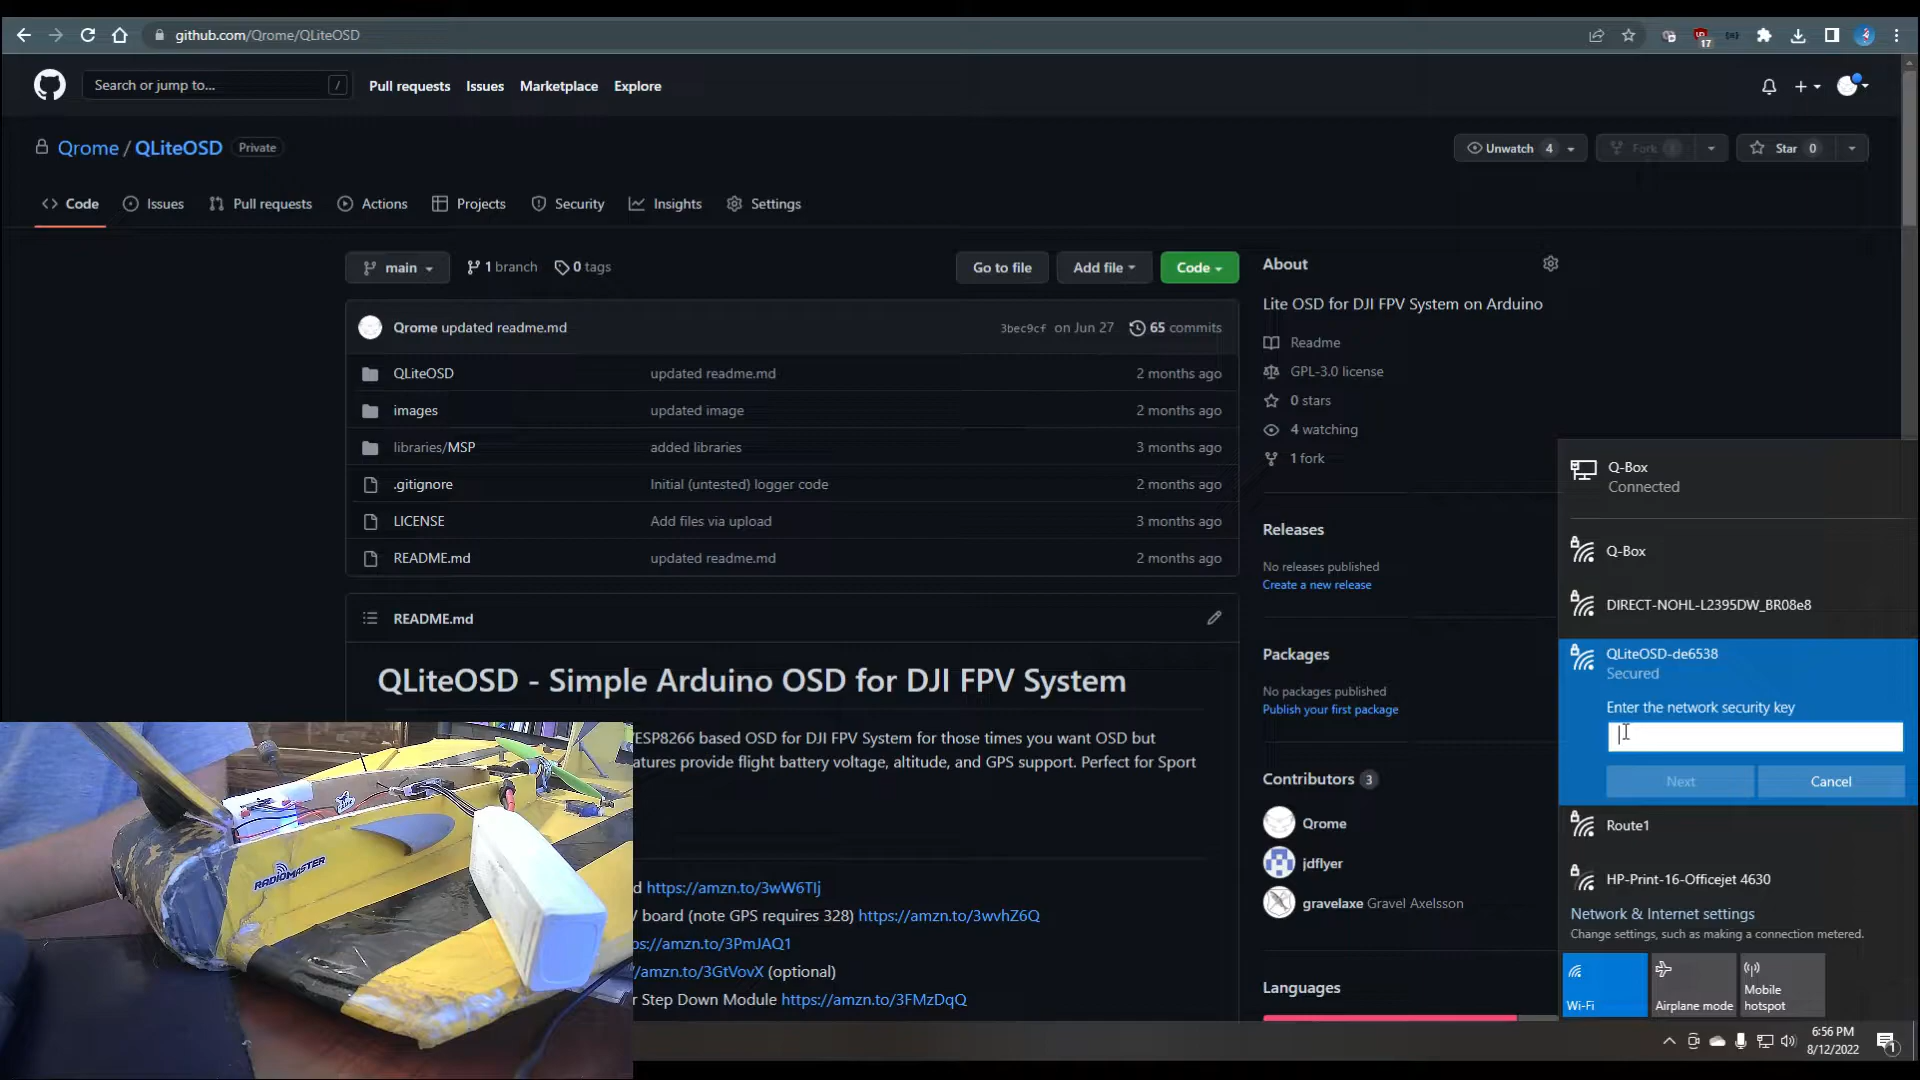 github.com/Qrome/QLiteOSD
17
Search or jump to... /
Pull requests Issues Marketplace Explore
Qrome / QLiteOSD Private
Unwatch 4 Fork Star 0
Code Issues Pull requests Actions Projects Security Insights Settings
main 1 branch 0 tags Go to file Add file Code
Qrome updated readme.md 3bec9cf on Jun 27 65 commits
QLiteOSD updated readme.md 2 months ago
images updated image 2 months ago
libraries/MSP added libraries 3 months ago
.gitignore Initial (untested) logger code 2 months ago
LICENSE Add files via upload 3 months ago
README.md updated readme.md 2 months ago
README.md
QLiteOSD - Simple Arduino OSD for DJI FPV System
/ESP8266 based OSD for DJI FPV System for those times you want OSD but
atures provide flight battery voltage, altitude, and GPS support. Perfect for Sport
d https://amzn.to/3wW6TIj
/ board (note GPS requires 328) https://amzn.to/3wvhZ6Q
ps://amzn.to/3PmJAQ1
/amzn.to/3GtVovX (optional)
r Step Down Module https://amzn.to/3FMzDqQ
RADIOMASTER
About
Lite OSD for DJI FPV System on Arduino
Readme
GPL-3.0 license
0 stars
4 watching
1 fork
Releases
No releases published
Create a new release
Packages
No packages published
Publish your first package
Contributors 3
Qrome
jdflyer
gravelaxe Gravel Axelsson
Languages
Q-Box
Connected
Q-Box
DIRECT-NOHL-L2395DW_BR08e8
QLiteOSD-de6538
Secured
Enter the network security key
Next Cancel
Route1
HP-Print-16-Officejet 4630
Network & Internet settings
Change settings, such as making a connection metered.
Wi-Fi
Airplane mode
Mobile
hotspot
6:56 PM
8/12/2022
1